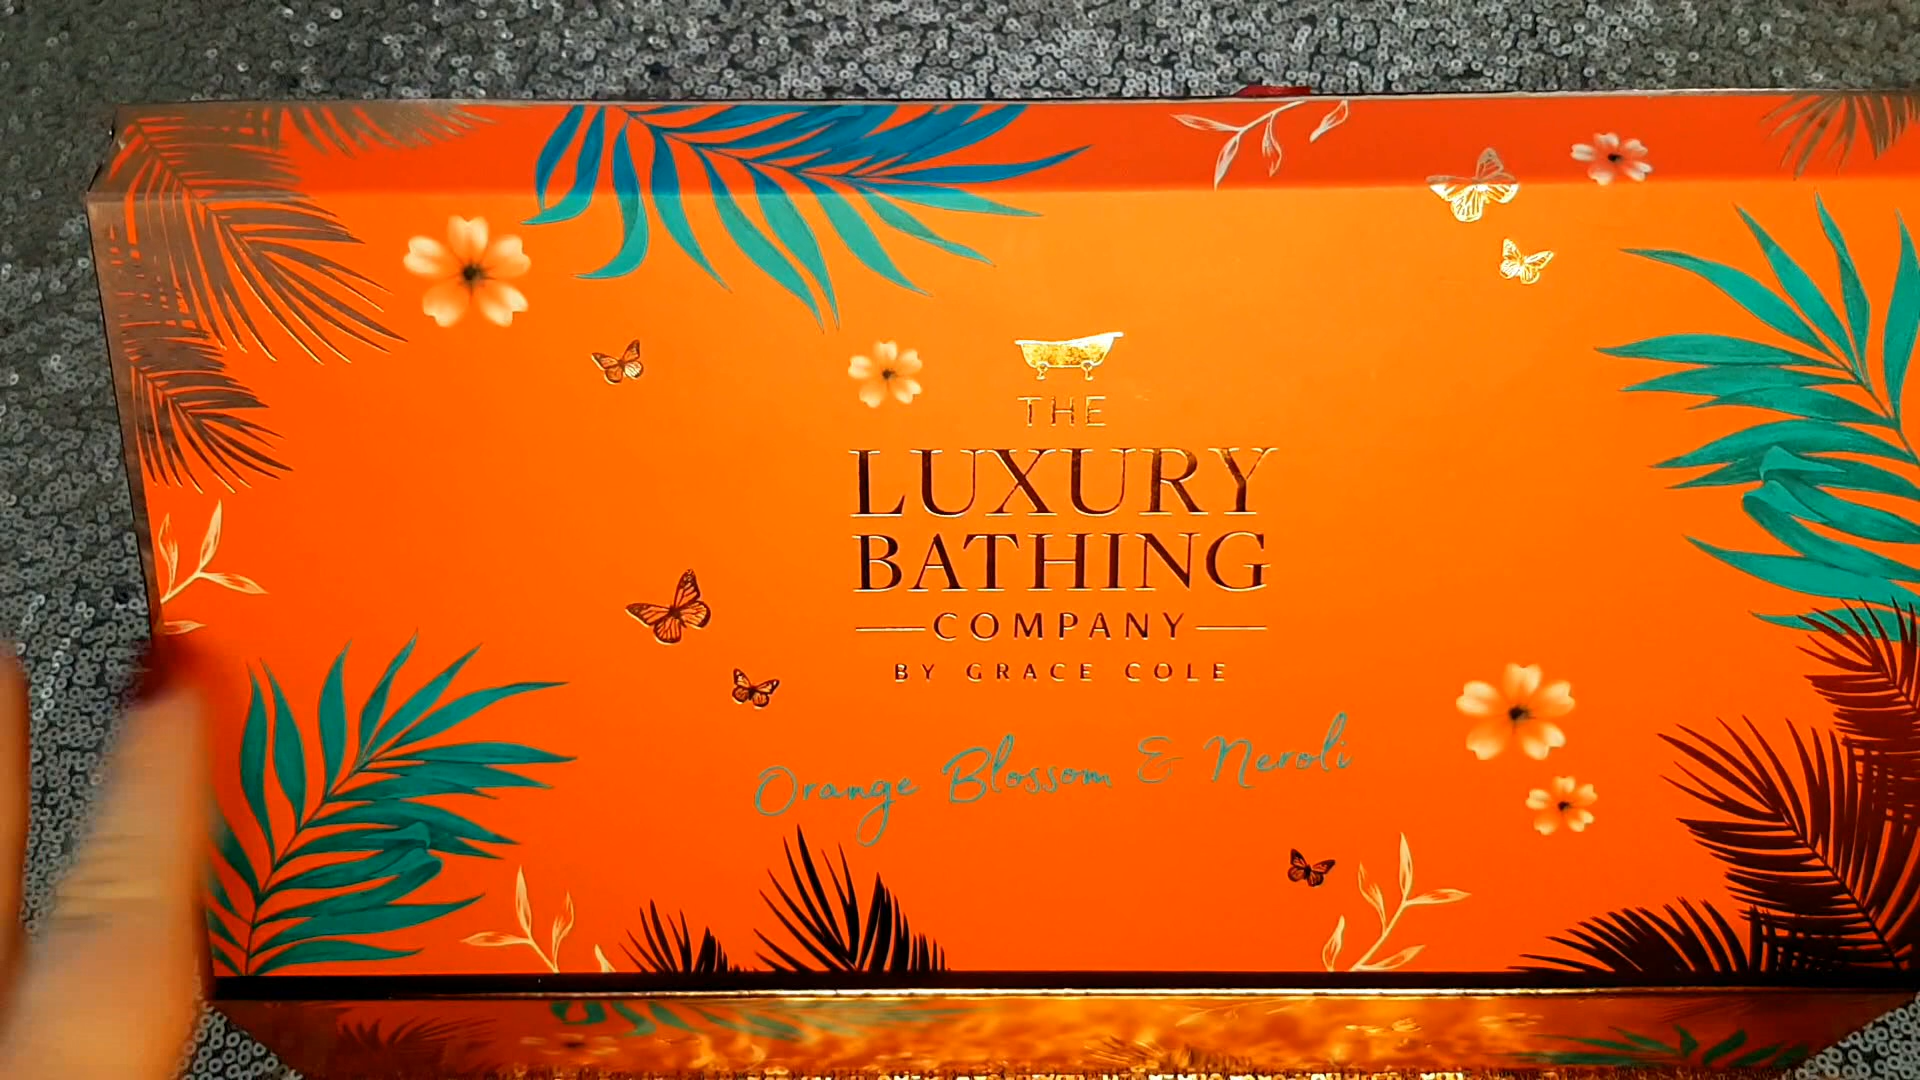 THE
LUXURY
BATHING
COMPANY
BY GRACE COLE
Orange Blossom & Neroli